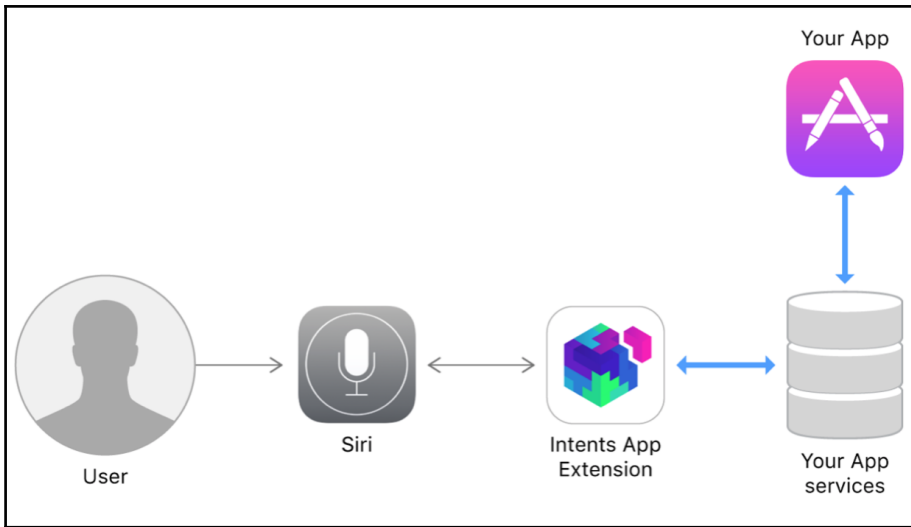 Your App
Siri
Intents App
Extension
User
Your App
services